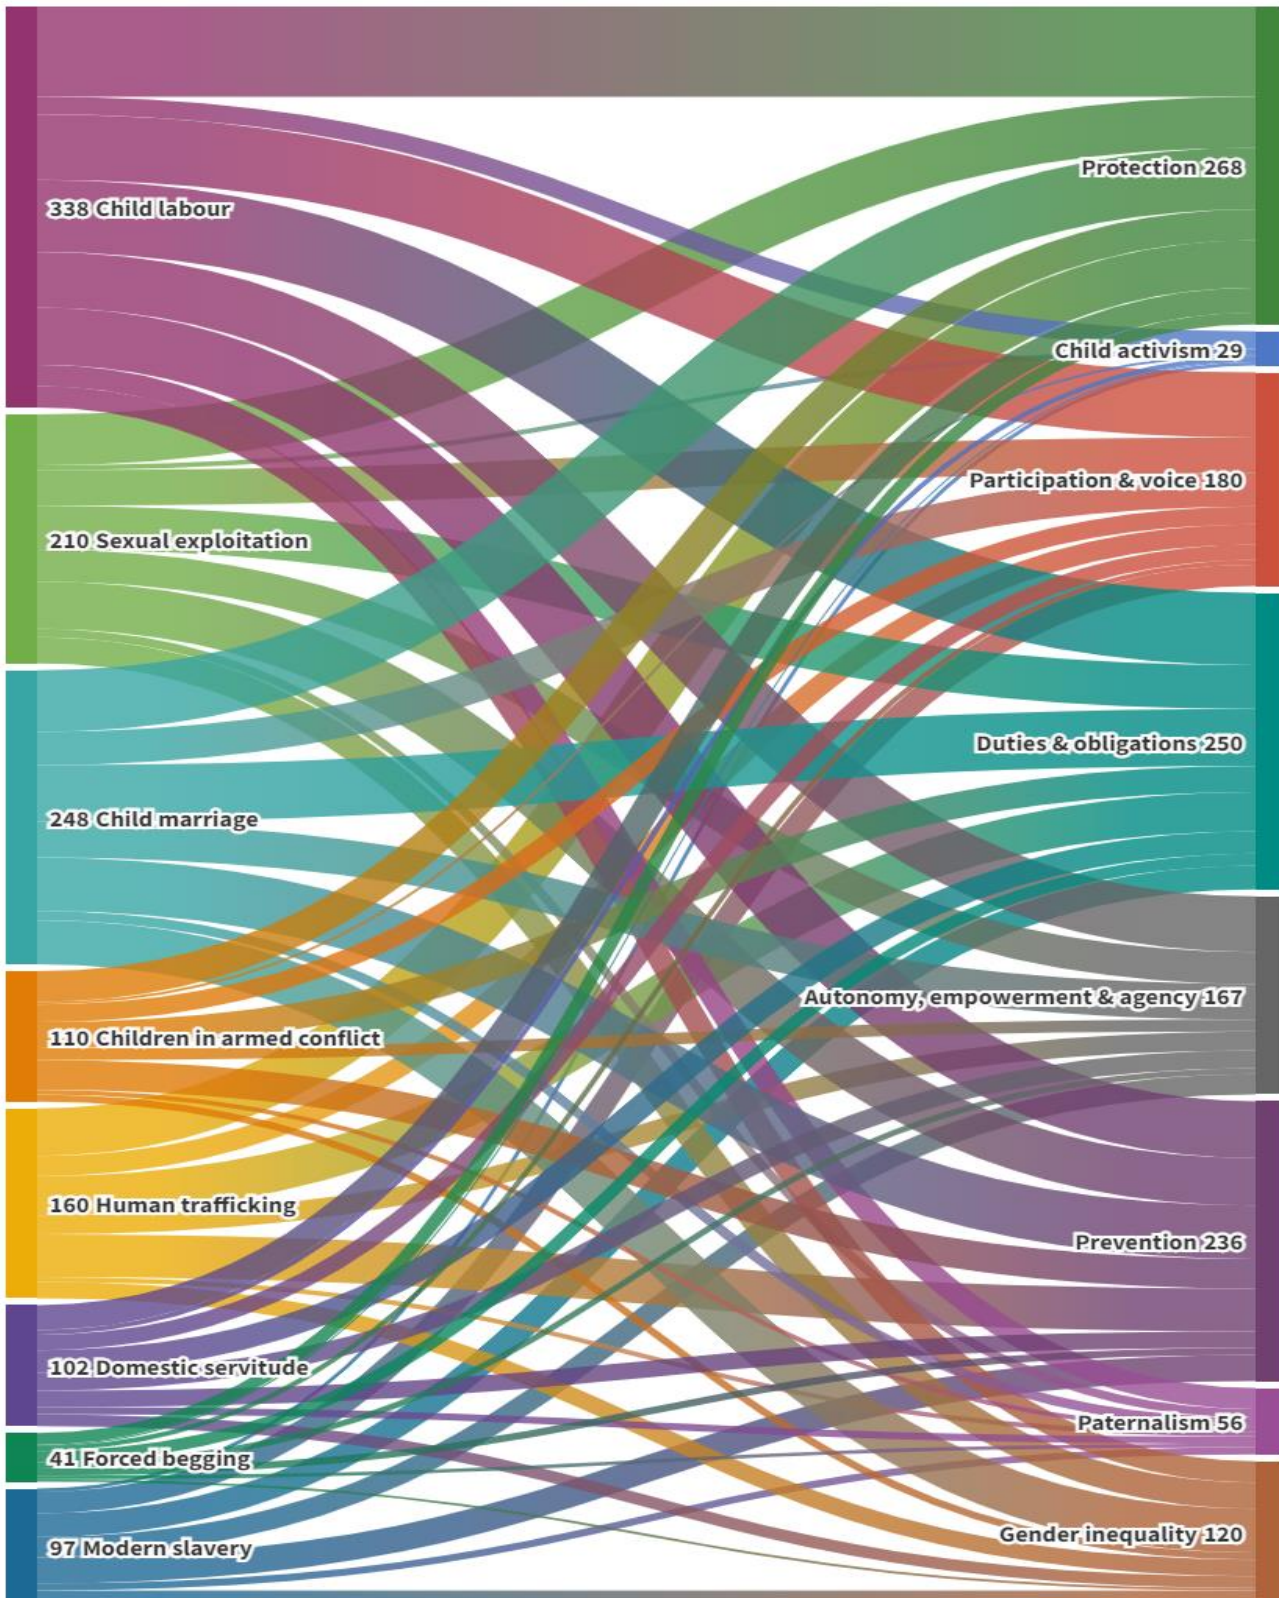 338 Child labour
210 Sexual exploitation
248 Child marriage
110 Children in armed conflict
160 Human trafficking
102 Domestic servitude
41 Forced begging
97 Modern slavery
Protection 268
Child activism 29
Participation & voice 180
Duties & obligations 250
Autonomy, empowerment & agency 167
Prevention 236
Paternalism 56
Gender inequality 120